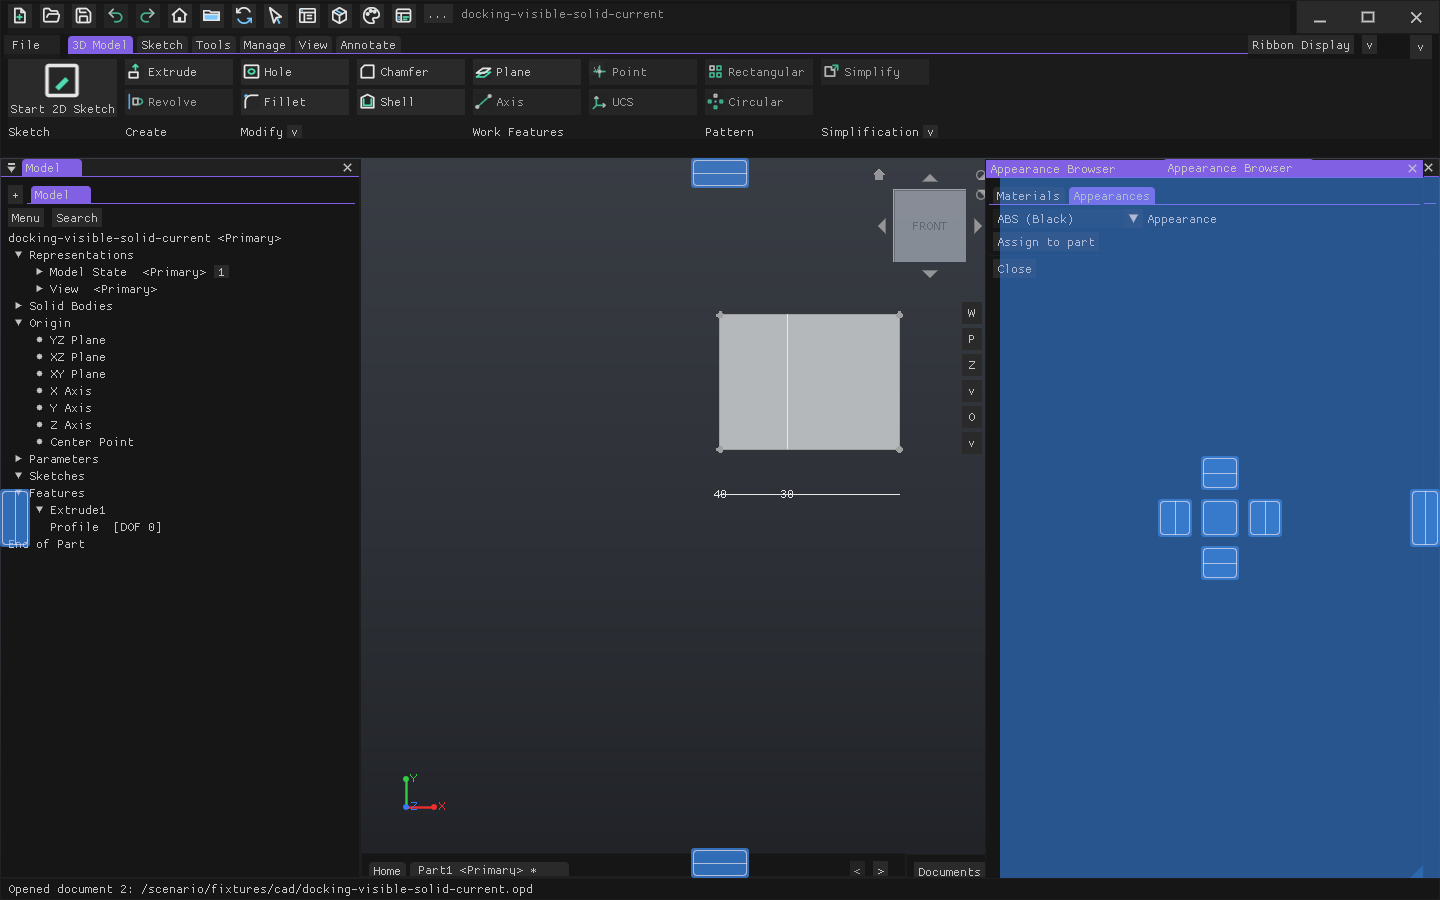 ... docking-visible-solid-current
File 3D Model Sketch Tools Manage View Annotate Ribbon Display v v
Start 2D Sketch
Extrude Hole Chamfer Plane Point Rectangular Simplify
Revolve Fillet Shell Axis UCS Circular
Sketch Create Modify v Work Features Pattern Simplification v
Model
+ Model
Menu Search
docking-visible-solid-current <Primary>
Representations
Model State <Primary> 1
View <Primary>
Solid Bodies
Origin
YZ Plane
XZ Plane
XY Plane
X Axis
Y Axis
Z Axis
Center Point
Parameters
Sketches
Features
Extrude1
Profile [DOF 0]
End of Part
FRONT
W
P
Z
v
O
v
40 30
Y
Z X
Home Part1 <Primary> * < > Documents
Appearance Browser Appearance Browser
Materials Appearances
ABS (Black) Appearance
Assign to part
Close
Opened document 2: /scenario/fixtures/cad/docking-visible-solid-current.opd